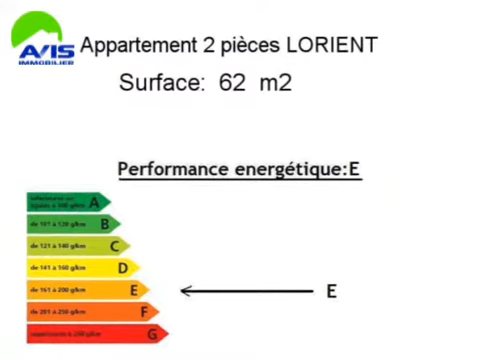 AVIS
IMMOBILIER
Appartement 2 pièces LORIENT
Surface: 62 m2
Performance energétique:E
A
de 101 à 120 g/km B
de 121 à 140 g/km C
de 141 à 160 g/km D
de 161 à 200 g/km E
E
de 201 à 250 g/km F
G